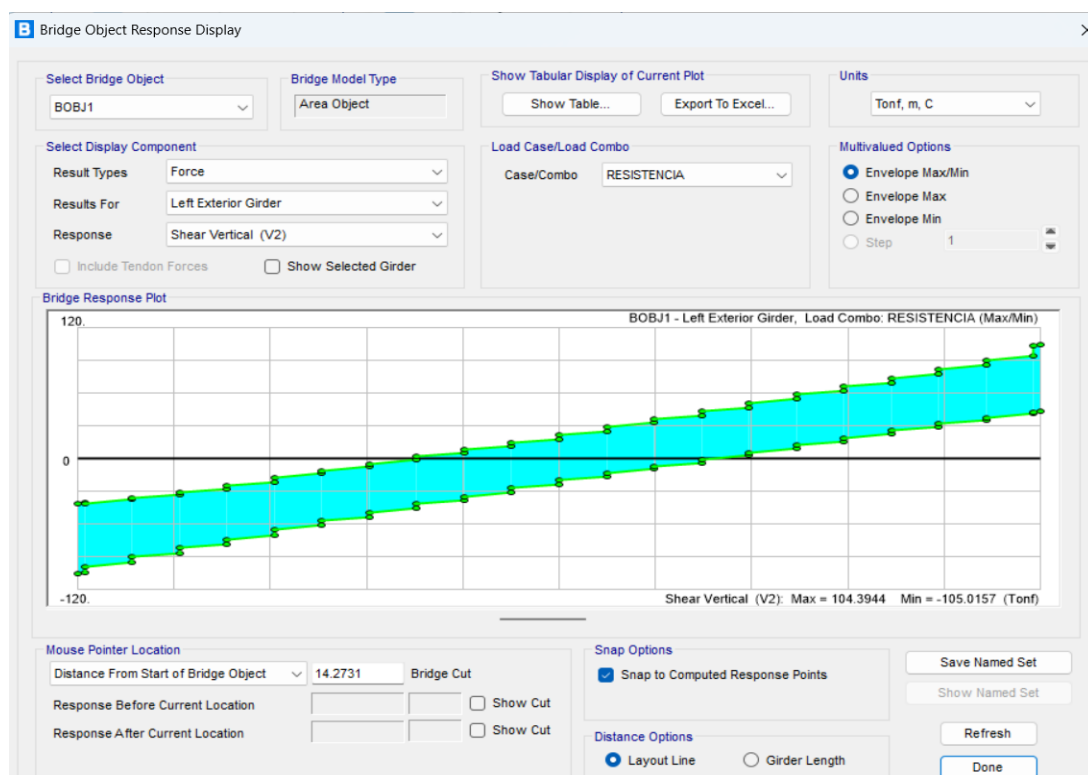 B Bridge Object Response Display
Select Bridge Object
BOBJ1
Bridge Model Type
Area Object
Show Tabular Display of Current Plot
Show Table...
Export To Excel...
Units
Tonf, m, C
Select Display Component
Result Types Force
Results For Left Exterior Girder
Response Shear Vertical (V2)
Include Tendon Forces
Show Selected Girder
Load Case/Load Combo
Case/Combo RESISTENCIA
Multivalued Options
Envelope Max/Min
Envelope Max
Envelope Min
Step 1
Bridge Response Plot
120.
BOBJ1 - Left Exterior Girder, Load Combo: RESISTENCIA (Max/Min)
0
-120.
Shear Vertical (V2): Max = 104.3944 Min = -105.0157 (Tonf)
Mouse Pointer Location
Distance From Start of Bridge Object 14.2731 Bridge Cut
Response Before Current Location Show Cut
Response After Current Location Show Cut
Snap Options
Snap to Computed Response Points
Distance Options
Layout Line Girder Length
Save Named Set
Show Named Set
Refresh
Done